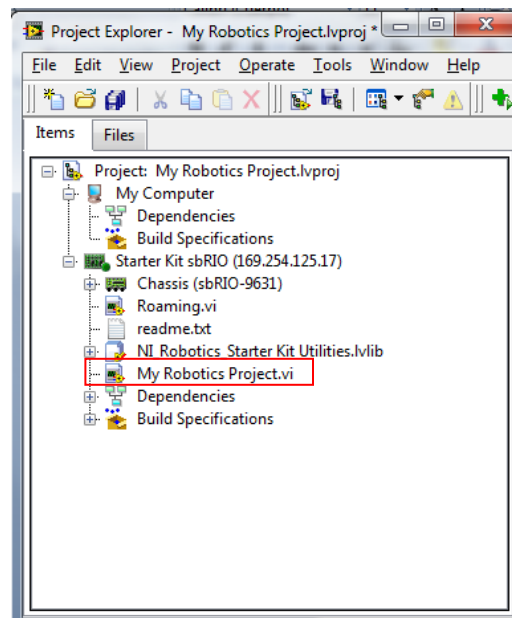 Project Explorer - My Robotics Project.lvproj *
File Edit View Project Operate Tools Window Help
Items Files
Project: My Robotics Project.lvproj
My Computer
Dependencies
Build Specifications
Starter Kit sbRIO (169.254.125.17)
Chassis (sbRIO-9631)
Roaming.vi
readme.txt
NI_Robotics_Starter Kit Utilities.lvlib
My Robotics Project.vi
Dependencies
Build Specifications